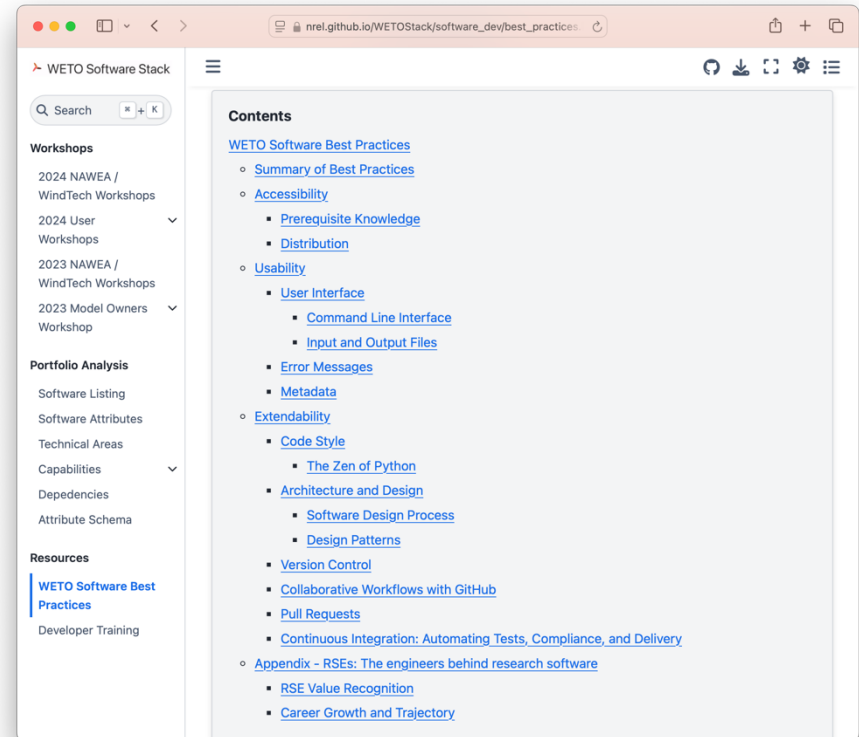 nrel.github.io/WETOStack/software_dev/best_practices
WETO Software Stack
Search
⌘ + K
Workshops
2024 NAWEA /
WindTech Workshops
2024 User
Workshops
2023 NAWEA /
WindTech Workshops
2023 Model Owners
Workshop
Portfolio Analysis
Software Listing
Software Attributes
Technical Areas
Capabilities
Depedencies
Attribute Schema
Resources
WETO Software Best
Practices
Developer Training
Contents
WETO Software Best Practices
Summary of Best Practices
Accessibility
Prerequisite Knowledge
Distribution
Usability
User Interface
Command Line Interface
Input and Output Files
Error Messages
Metadata
Extendability
Code Style
The Zen of Python
Architecture and Design
Software Design Process
Design Patterns
Version Control
Collaborative Workflows with GitHub
Pull Requests
Continuous Integration: Automating Tests, Compliance, and Delivery
Appendix - RSEs: The engineers behind research software
RSE Value Recognition
Career Growth and Trajectory